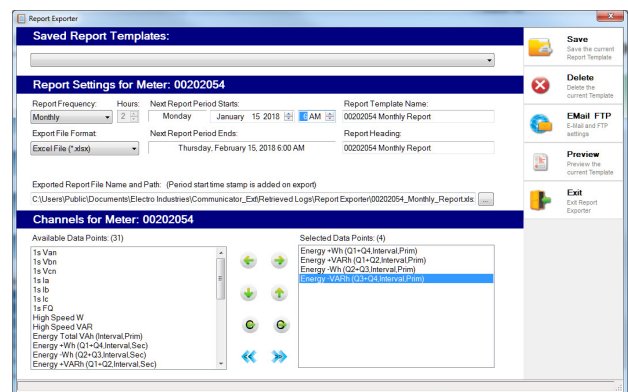 Report Exporter
Saved Report Templates:
Report Settings for Meter: 00202054
Report Frequency: Hours: Next Report Period Starts: Report Template Name:
Monthly 2 Monday January 15 2018 6 AM 00202054 Monthly Report
Export File Format: Next Report Period Ends: Report Heading:
Excel File (*.xlsx) Thursday, February 15, 2018 6:00 AM 00202054 Monthly Report
Exported Report File Name and Path: (Period start time stamp is added on export)
C:\Users\Public\Documents\Electro Industries\Communicator_Ext\Retrieved Logs\Report Exporter\00202054_Monthly_Report.xls ...
Channels for Meter: 00202054
Available Data Points: (31)
1s Van
1s Vbn
1s Vcn
1s Ia
1s Ib
1s Ic
1s FQ
High Speed W
High Speed VAR
Energy Total VAh (Interval,Prim)
Energy +Wh (Q1+Q4,Interval,Sec)
Energy -Wh (Q2+Q3,Interval,Sec)
Energy +VARh (Q1+Q2,Interval,Sec)
Selected Data Points: (4)
Energy +Wh (Q1+Q4,Interval,Prim)
Energy +VARh (Q1+Q2,Interval,Prim)
Energy -Wh (Q2+Q3,Interval,Prim)
Energy -VARh (Q3+Q4,Interval,Prim)
Save
Save the current
Report Template
Delete
Delete the
current Template
EMail FTP
E-Mail and FTP
settings
Preview
Preview the
current Template
Exit
Exit Report
Exporter